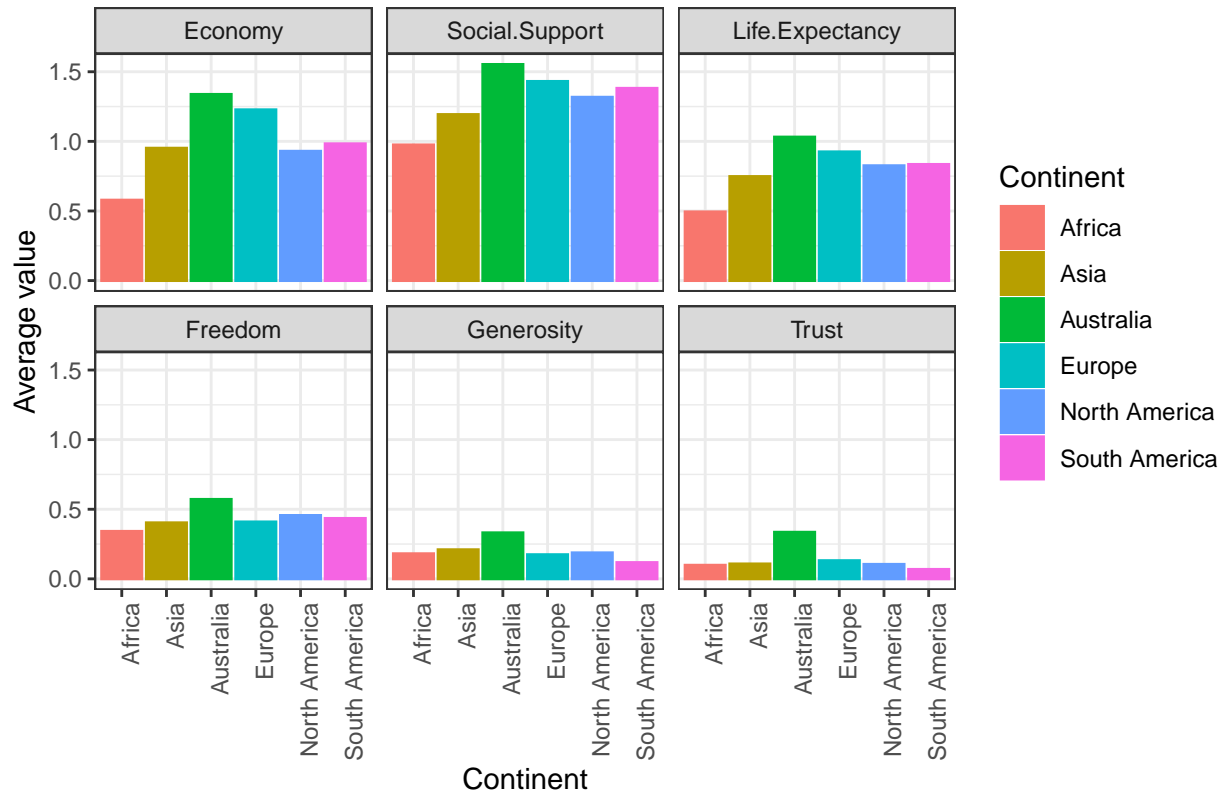 Economy
Social.Support
Life.Expectancy
1.5
1.0
0.5
0.0
Freedom
Generosity
Trust
1.5
1.0
0.5
0.0
Average value
Africa
Asia
Australia
Europe
North America
South America
Africa
Asia
Australia
Europe
North America
South America
Africa
Asia
Australia
Europe
North America
South America
Continent
Continent
Africa
Asia
Australia
Europe
North America
South America